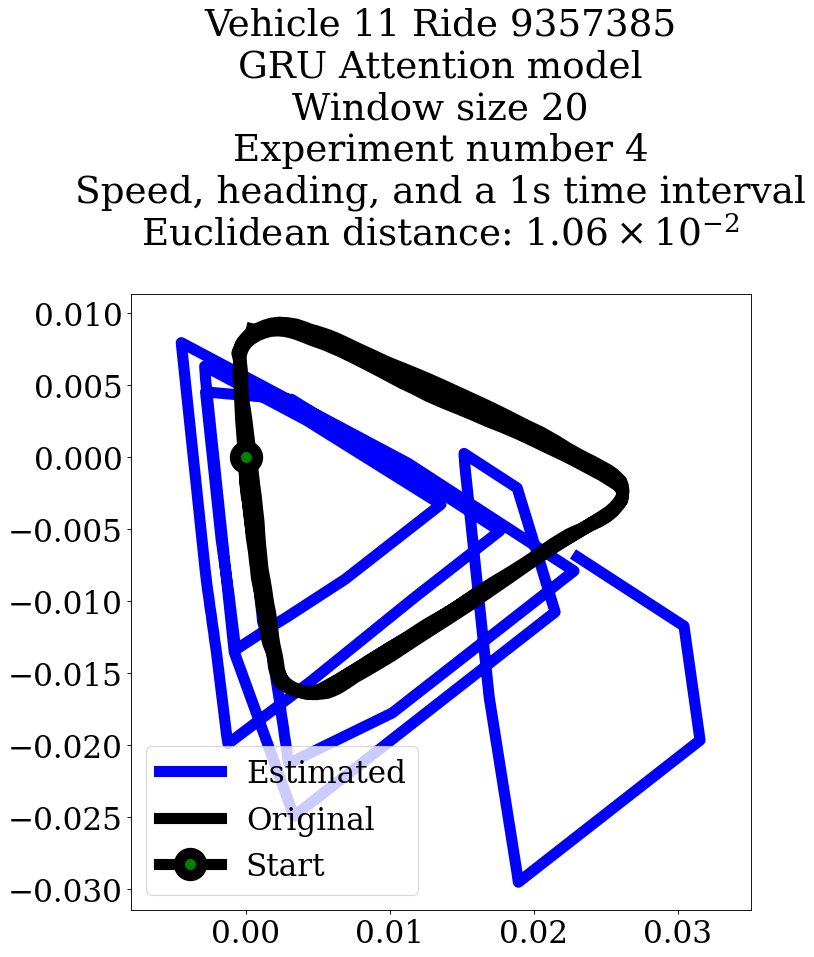 Vehicle 11 Ride 9357385
GRU Attention model
Window size 20
Experiment number 4
Speed, heading, and a 1s time interval
Euclidean distance: 1.06 × 10⁻²
0.010
0.005
0.000
−0.005
−0.010
−0.015
−0.020
−0.025
−0.030
Estimated
Original
Start
0.00 0.01 0.02 0.03